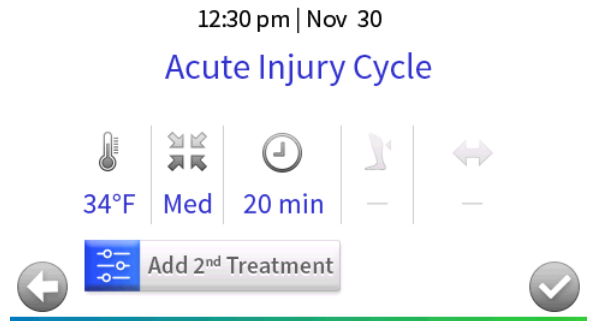 12:30 pm | Nov 30
Acute Injury Cycle
34°F Med 20 min — —
Add 2nd Treatment